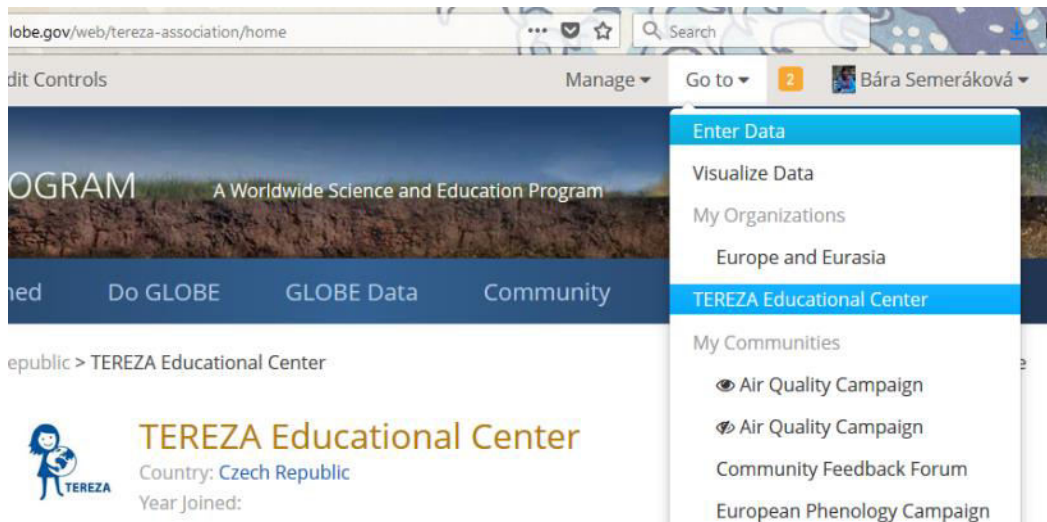 lobe.gov/web/tereza-association/home
Search
dit Controls
Manage
Go to
2
Bára Semeráková
OGRAM
A Worldwide Science and Education Program
ned
Do GLOBE
GLOBE Data
Community
Enter Data
Visualize Data
My Organizations
Europe and Eurasia
TEREZA Educational Center
My Communities
Air Quality Campaign
Air Quality Campaign
Community Feedback Forum
European Phenology Campaign
epublic > TEREZA Educational Center
TEREZA
TEREZA Educational Center
Country: Czech Republic
Year Joined: